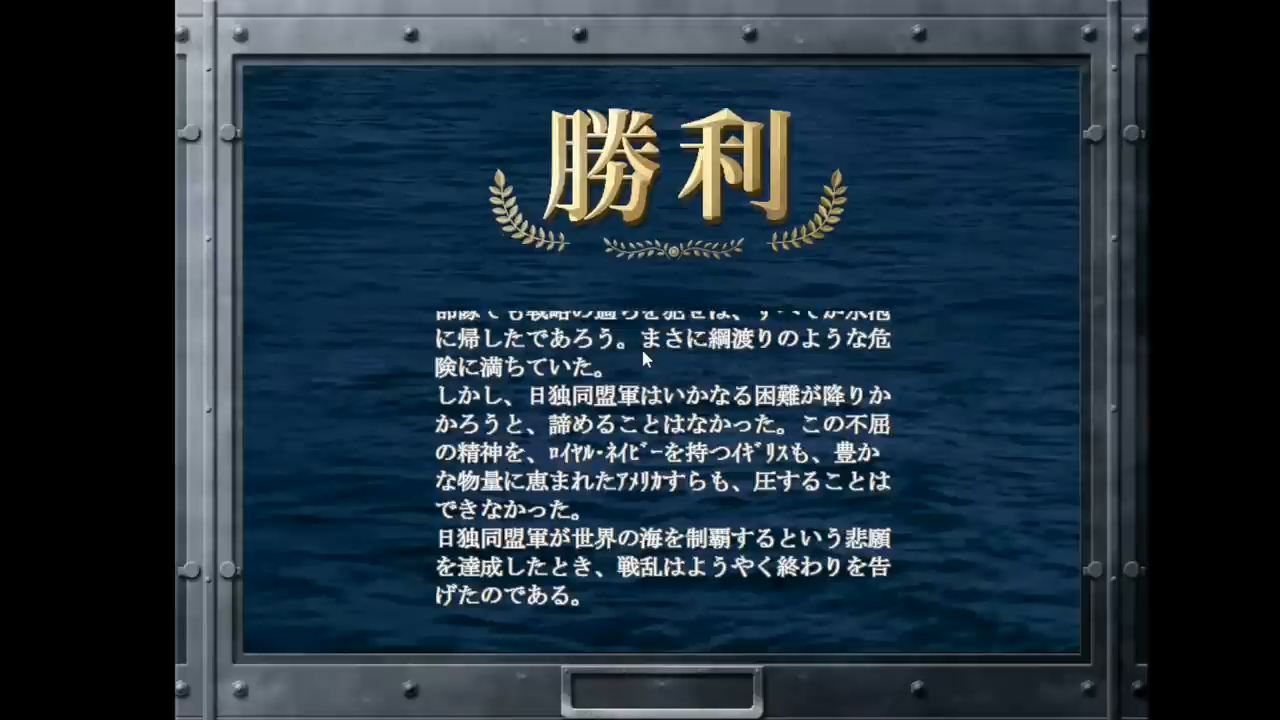 勝利
に帰したであろう。まさに綱渡りのような危
険に満ちていた。
しかし、日独同盟軍はいかなる困難が降りか
かろうと、諦めることはなかった。この不屈
の精神を、ﾛｲﾔﾙ･ﾈｲﾋﾞｰを持つｲｷﾞﾘｽも、豊か
な物量に恵まれたｱﾒﾘｶすらも、圧することは
できなかった。
日独同盟軍が世界の海を制覇するという悲願
を達成したとき、戦乱はようやく終わりを告
げたのである。